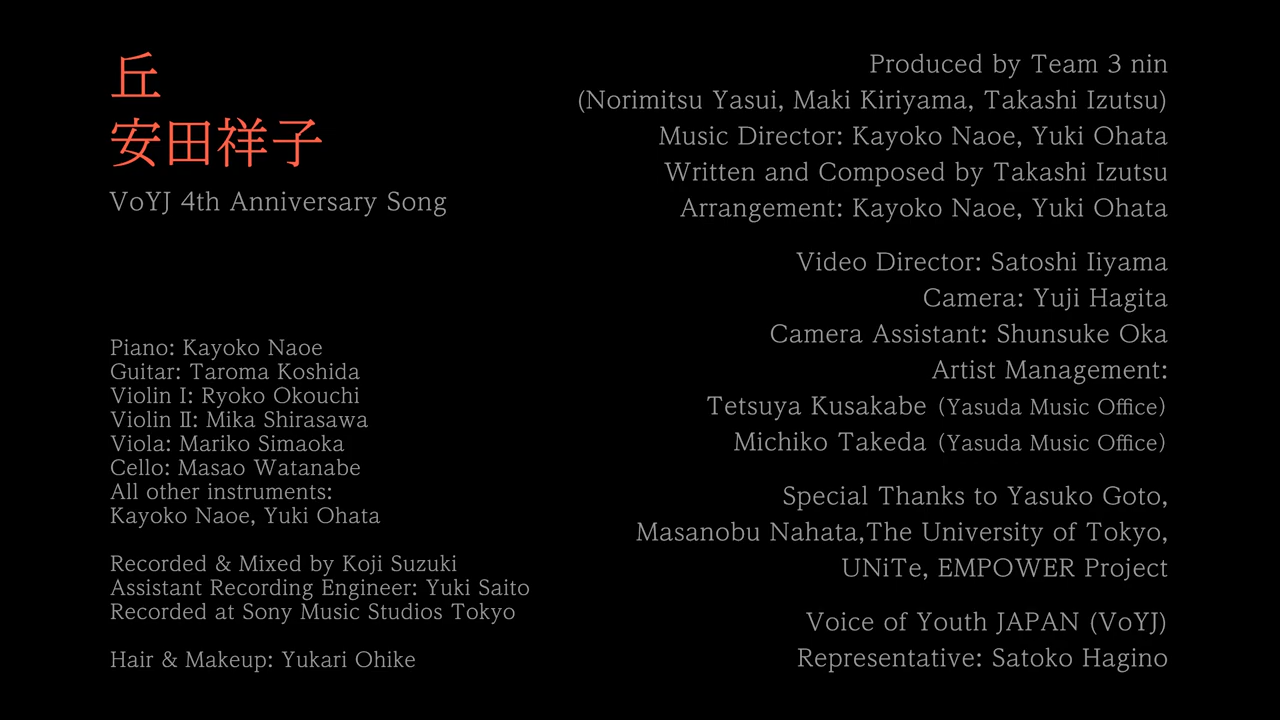 丘
安田祥子
VoYJ 4th Anniversary Song
Piano: Kayoko Naoe
Guitar: Taroma Koshida
Violin I: Ryoko Okouchi
Violin Ⅱ: Mika Shirasawa
Viola: Mariko Simaoka
Cello: Masao Watanabe
All other instruments:
Kayoko Naoe, Yuki Ohata
Recorded & Mixed by Koji Suzuki
Assistant Recording Engineer: Yuki Saito
Recorded at Sony Music Studios Tokyo
Hair & Makeup: Yukari Ohike
Produced by Team 3 nin
(Norimitsu Yasui, Maki Kiriyama, Takashi Izutsu)
Music Director: Kayoko Naoe, Yuki Ohata
Written and Composed by Takashi Izutsu
Arrangement: Kayoko Naoe, Yuki Ohata
Video Director: Satoshi Iiyama
Camera: Yuji Hagita
Camera Assistant: Shunsuke Oka
Artist Management:
Tetsuya Kusakabe (Yasuda Music Office)
Michiko Takeda (Yasuda Music Office)
Special Thanks to Yasuko Goto,
Masanobu Nahata,The University of Tokyo,
UNiTe, EMPOWER Project
Voice of Youth JAPAN (VoYJ)
Representative: Satoko Hagino